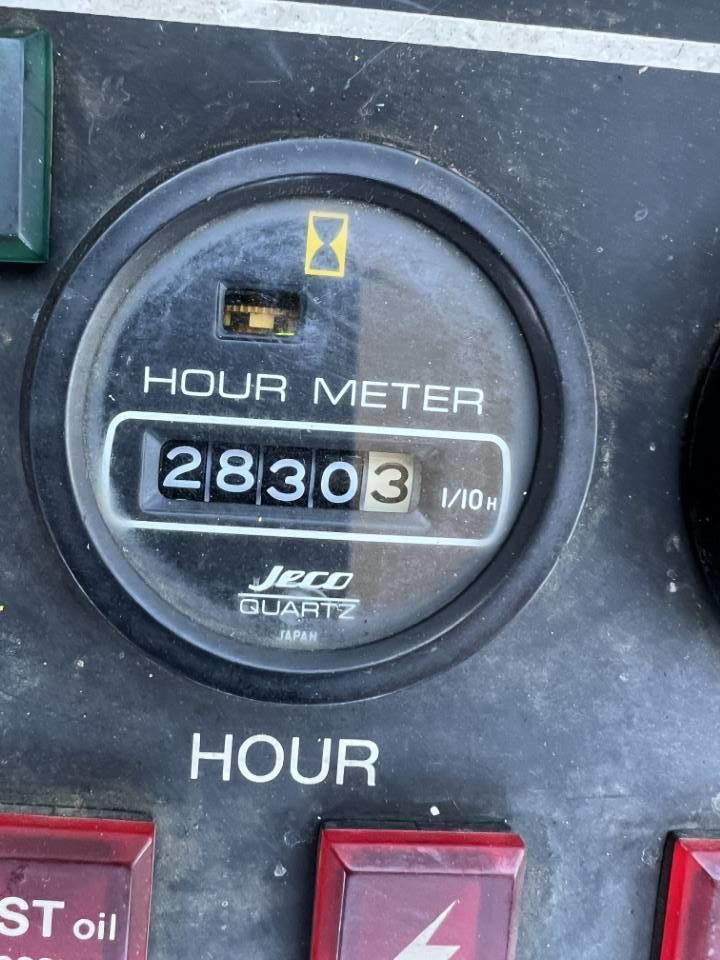 HOUR METER
28303 1/10H
Jeco
QUARTZ
JAPAN
HOUR
ST oil